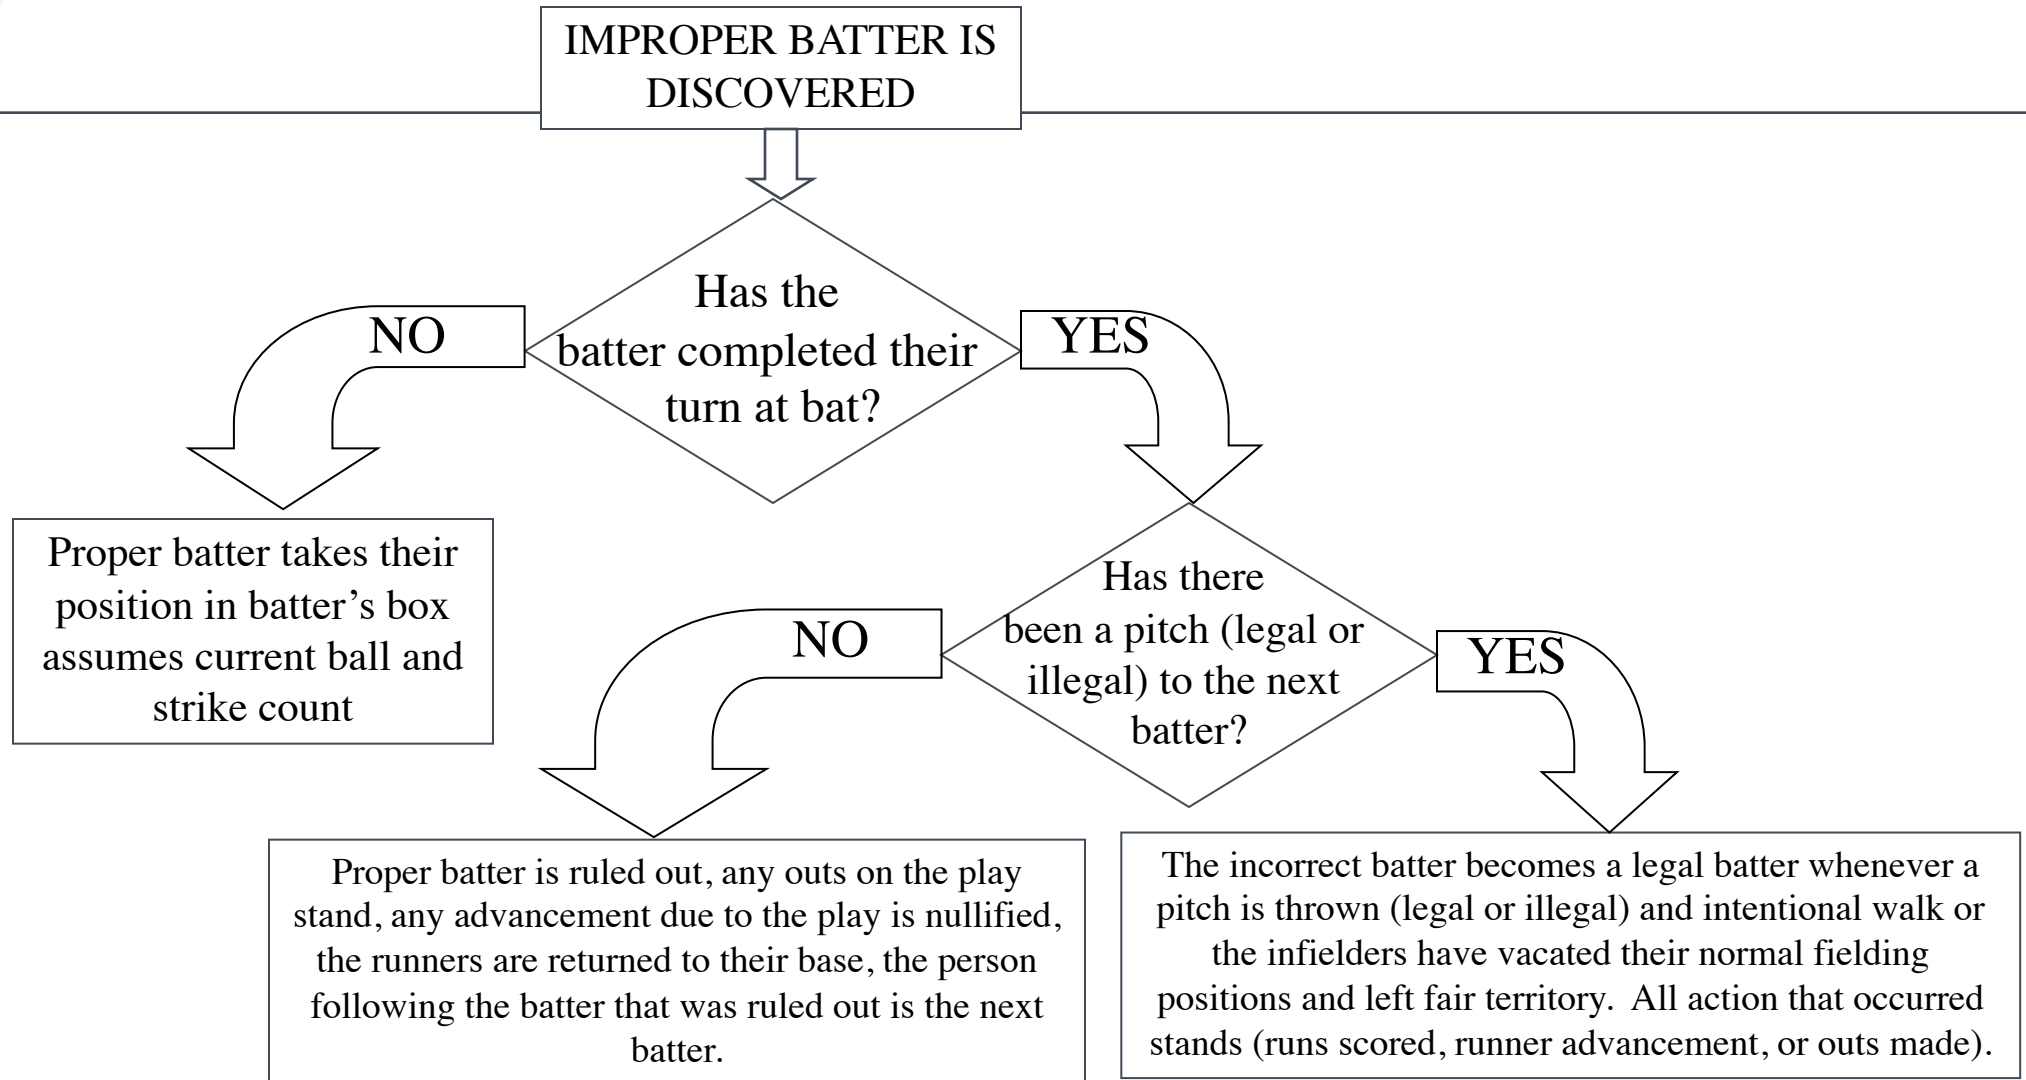 IMPROPER BATTER IS
DISCOVERED
Has the
batter completed their
turn at bat?
NO
YES
Proper batter takes their
position in batter’s box
assumes current ball and
strike count
Has there
been a pitch (legal or
illegal) to the next
batter?
NO
YES
Proper batter is ruled out, any outs on the play
stand, any advancement due to the play is nullified,
the runners are returned to their base, the person
following the batter that was ruled out is the next
batter.
The incorrect batter becomes a legal batter whenever a
pitch is thrown (legal or illegal) and intentional walk or
the infielders have vacated their normal fielding
positions and left fair territory.  All action that occurred
stands (runs scored, runner advancement, or outs made).